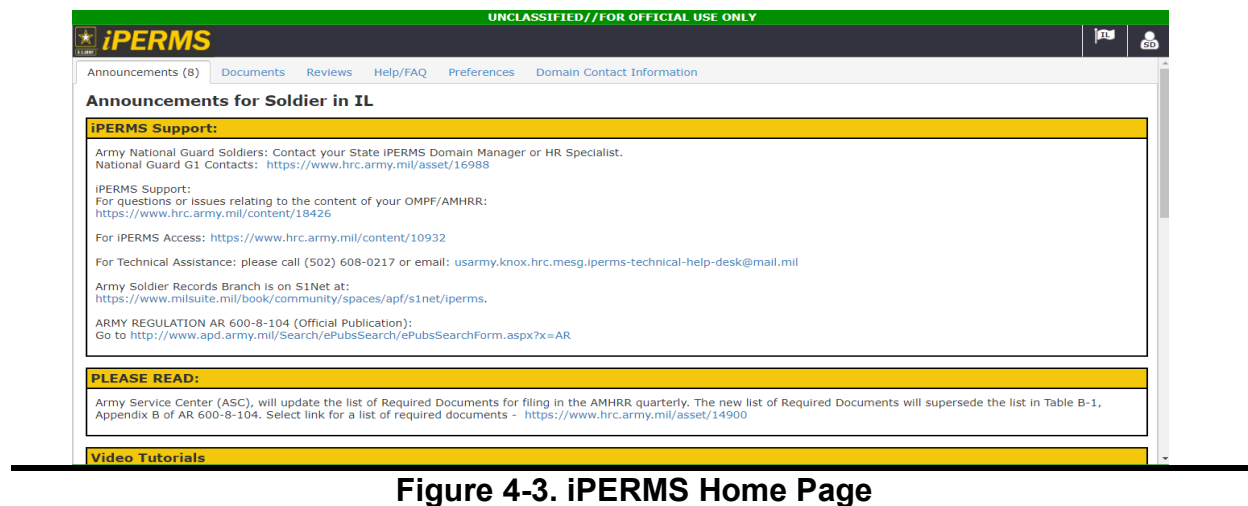 UNCLASSIFIED//FOR OFFICIAL USE ONLY
U.S.ARMY
iPERMS
IL
SD
Announcements (8) Documents Reviews Help/FAQ Preferences Domain Contact Information
Announcements for Soldier in IL
iPERMS Support:
Army National Guard Soldiers: Contact your State iPERMS Domain Manager or HR Specialist.
National Guard G1 Contacts: https://www.hrc.army.mil/asset/16988
iPERMS Support:
For questions or issues relating to the content of your OMPF/AMHRR:
https://www.hrc.army.mil/content/18426
For iPERMS Access: https://www.hrc.army.mil/content/10932
For Technical Assistance: please call (502) 608-0217 or email: usarmy.knox.hrc.mesg.iperms-technical-help-desk@mail.mil
Army Soldier Records Branch is on S1Net at:
https://www.milsuite.mil/book/community/spaces/apf/s1net/iperms.
ARMY REGULATION AR 600-8-104 (Official Publication):
Go to http://www.apd.army.mil/Search/ePubsSearch/ePubsSearchForm.aspx?x=AR
PLEASE READ:
Army Service Center (ASC), will update the list of Required Documents for filing in the AMHRR quarterly. The new list of Required Documents will supersede the list in Table B-1,
Appendix B of AR 600-8-104. Select link for a list of required documents - https://www.hrc.army.mil/asset/14900
Video Tutorials
Figure 4-3. iPERMS Home Page